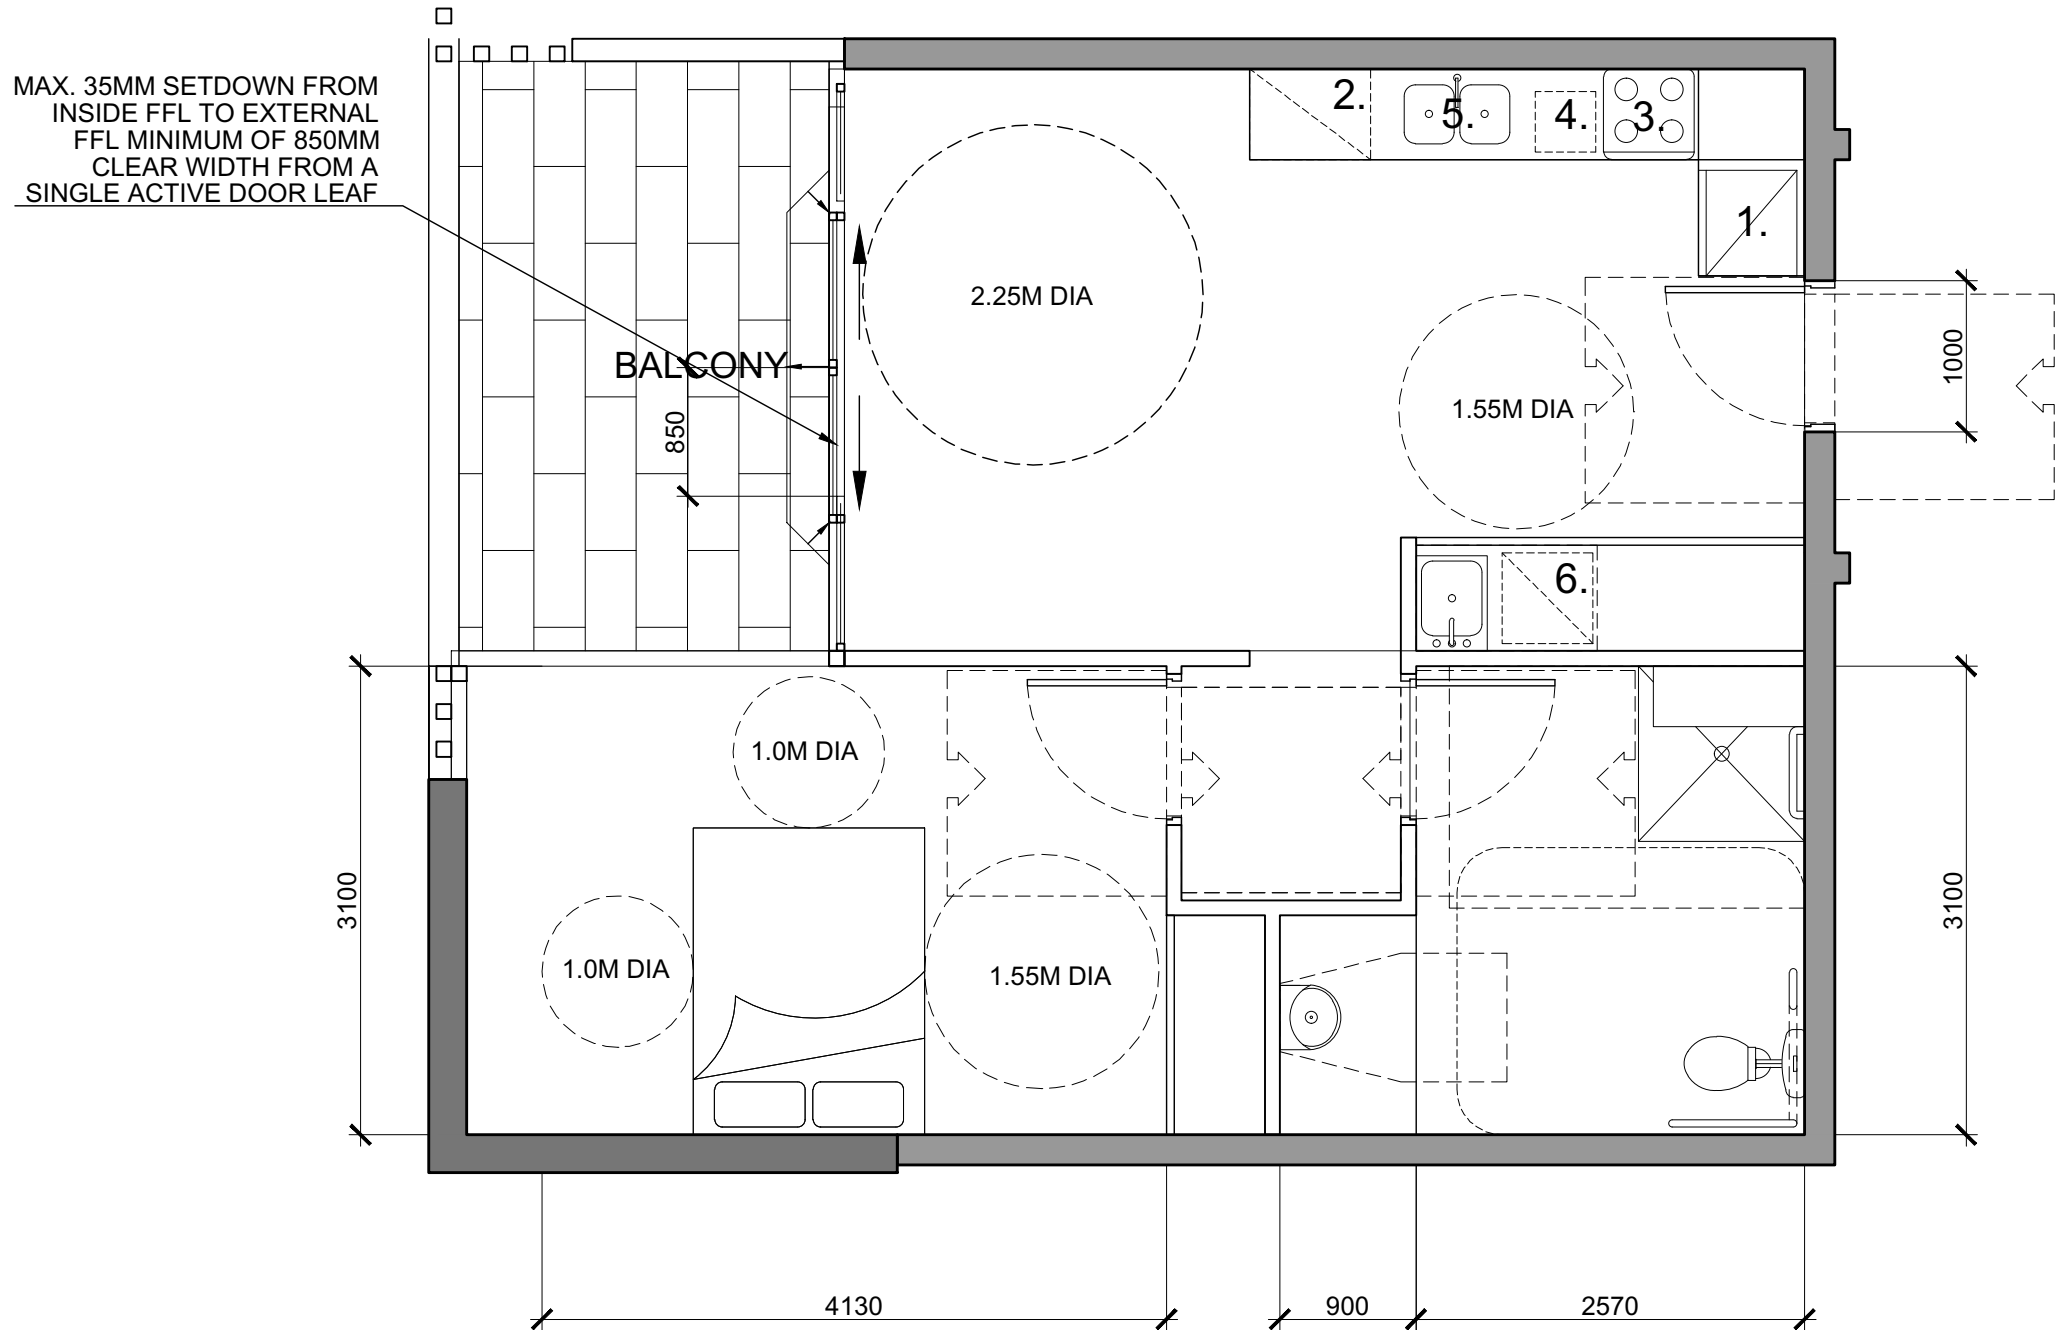 MAX. 35MM SETDOWN FROM
INSIDE FFL TO EXTERNAL
FFL MINIMUM OF 850MM
CLEAR WIDTH FROM A
SINGLE ACTIVE DOOR LEAF
2.
5.
4.
3.
1.
2.25M DIA
BALCONY
1.55M DIA
1000
850
6.
1.0M DIA
3100
1.0M DIA
1.55M DIA
3100
4130
900
2570